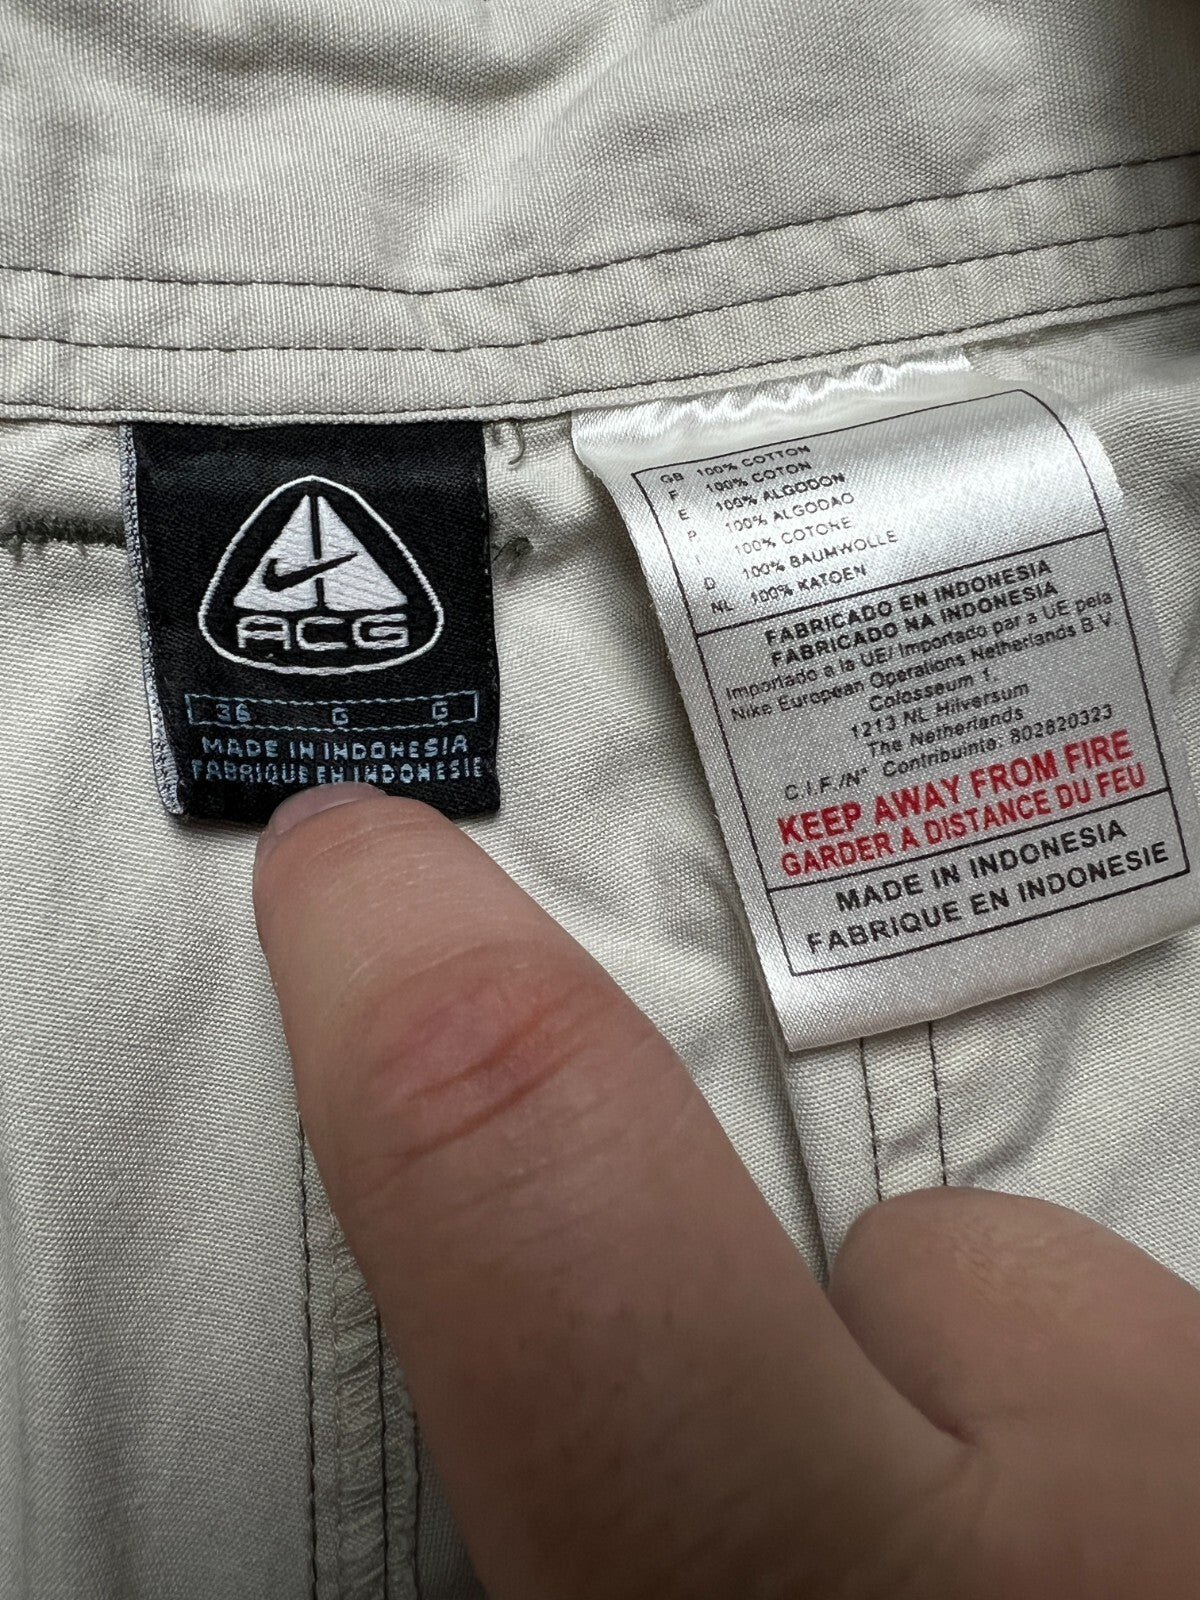 ACG
36 G G
MADE IN INDONESIA
FABRIQUE EN INDONESIE
GB 100% COTTON
F 100% COTON
E 100% ALGODON
P 100% ALGODAO
I 100% COTONE
D 100% BAUMWOLLE
NL 100% KATOEN
FABRICADO EN INDONESIA
FABRICADO NA INDONESIA
Importado a la UE/ Importado par a UE pela
Nike European Operations Netherlands B V.
Colosseum 1.
1213 NL Hilversum
The Netherlands
C.I.F./N° Contribuinte: 802820323
KEEP AWAY FROM FIRE
GARDER A DISTANCE DU FEU
MADE IN INDONESIA
FABRIQUE EN INDONESIE